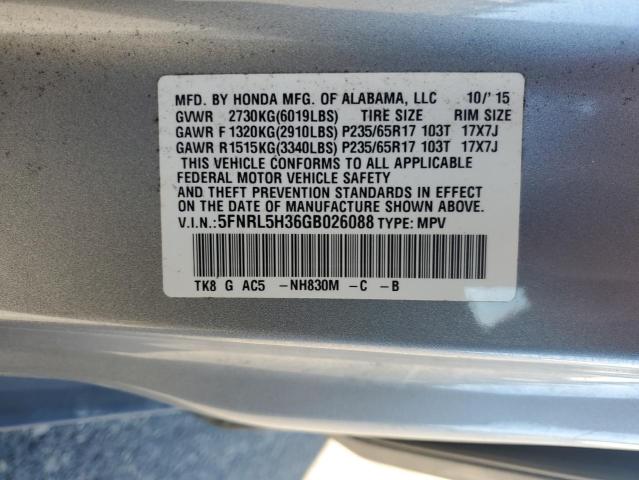 MFD. BY HONDA MFG. OF ALABAMA, LLC 10/'15
GVWR 2730KG(6019LBS) TIRE SIZE RIM SIZE
GAWR F 1320KG(2910LBS) P235/65R17 103T 17X7J
GAWR R 1515KG(3340LBS) P235/65R17 103T 17X7J
THIS VEHICLE CONFORMS TO ALL APPLICABLE
FEDERAL MOTOR VEHICLE SAFETY
AND THEFT PREVENTION STANDARDS IN EFFECT
ON THE DATE OF MANUFACTURE SHOWN ABOVE.
V.I.N.:5FNRL5H36GB026088 TYPE: MPV
TK8 G AC5 -NH830M -C -B